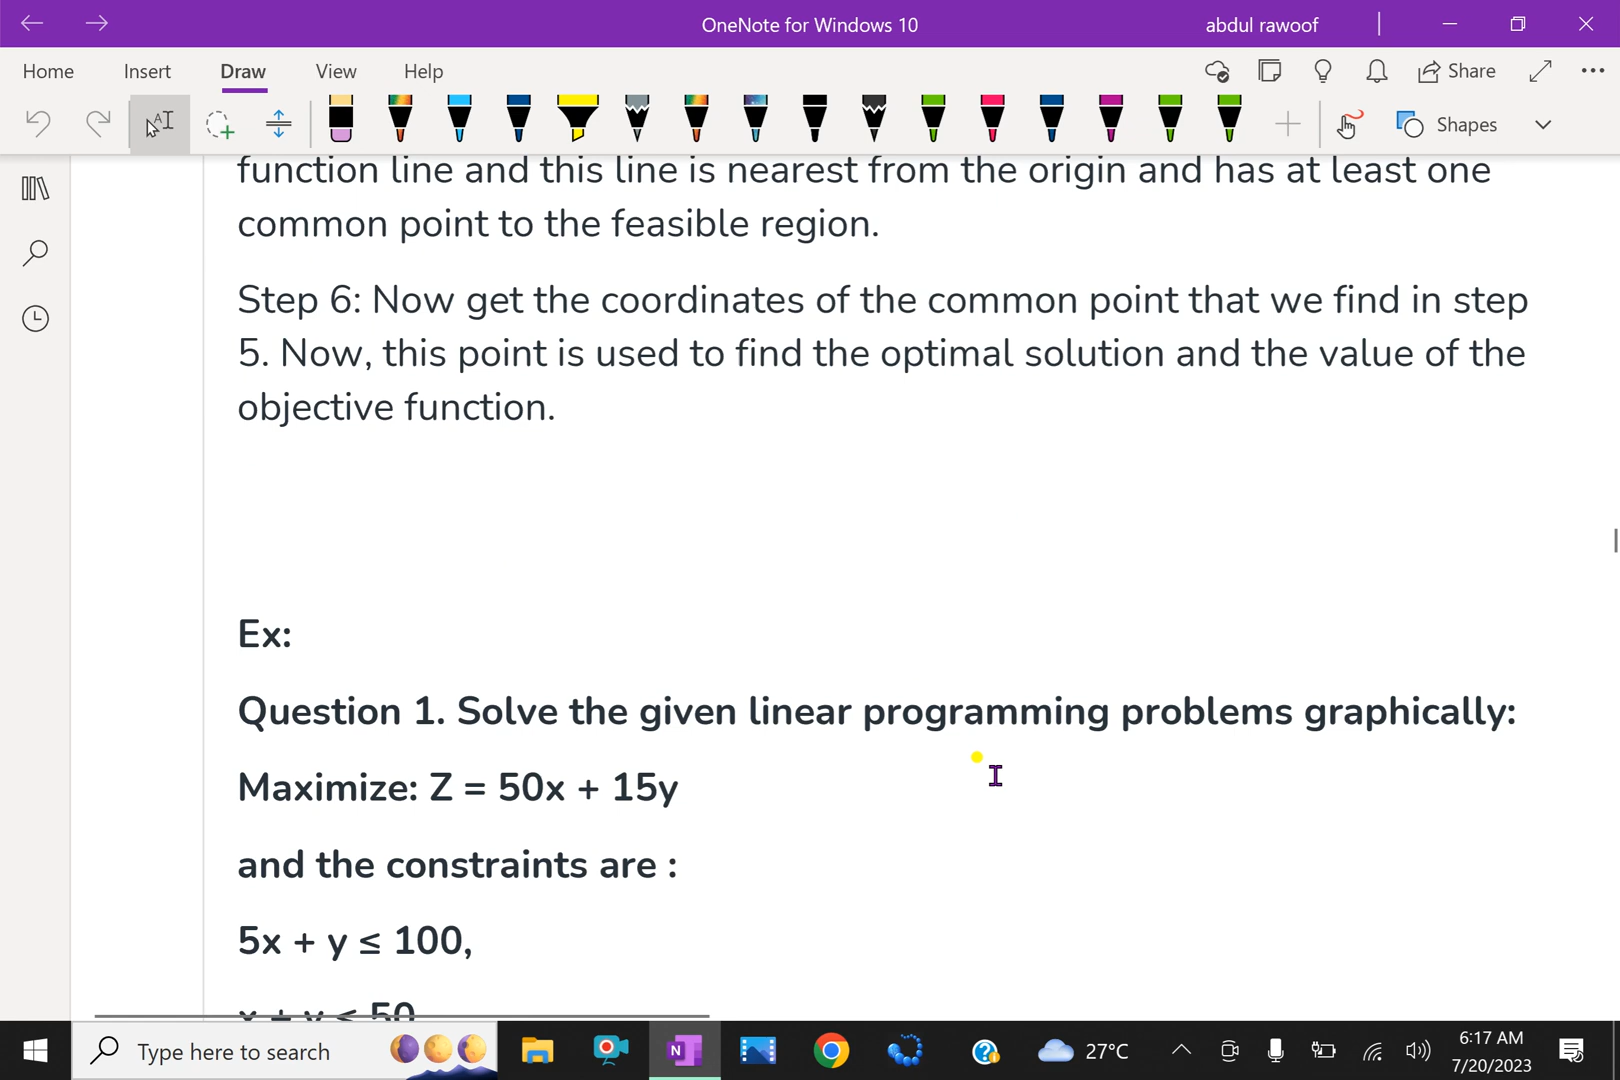 OneNote for Windows 10
abdul rawoof
Home Insert Draw View Help
Share
Shapes
function line and this line is nearest from the origin and has at least one
common point to the feasible region.
Step 6: Now get the coordinates of the common point that we find in step
5. Now, this point is used to find the optimal solution and the value of the
objective function.
Ex:
Question 1. Solve the given linear programming problems graphically:
Maximize: Z = 50x + 15y
and the constraints are :
5x + y ≤ 100,
x + y ≤ 50
Type here to search
27°C
6:17 AM
7/20/2023